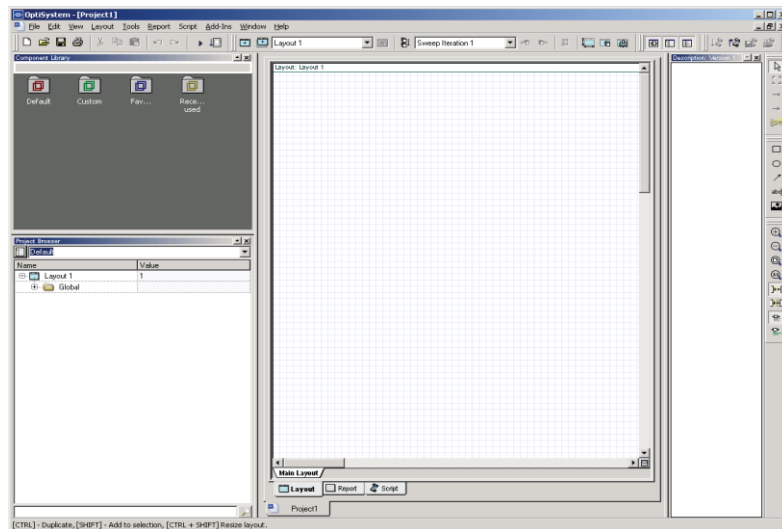 OptiSystem - [Project1]
File Edit View Layout Tools Report Script Add-Ins Window Help
Layout 1
Sweep Iteration 1
Component Library
Default
Custom
Fav...
Rece...
used
Project Browser
Default
Name Value
Layout 1 1
Global
Layout: Layout 1
Main Layout
Layout Report Script
Project1
Description:
[CTRL] - Duplicate, [SHIFT] - Add to selection, [CTRL + SHIFT] Resize layout.